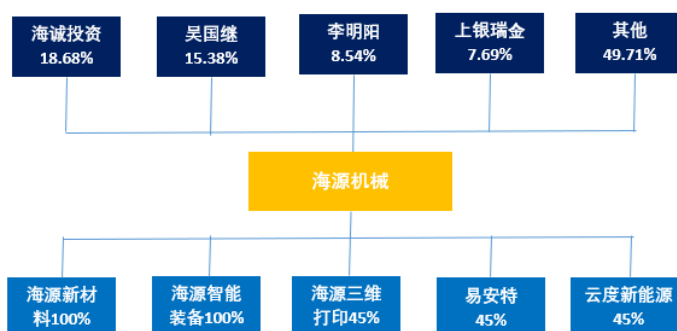 海诚投资
18.68%
吴国继
15.38%
李明阳
8.54%
上银瑞金
7.69%
其他
49.71%
海源机械
海源新材
料100%
海源智能
装备100%
海源三维
打印45%
易安特
45%
云度新能源
45%